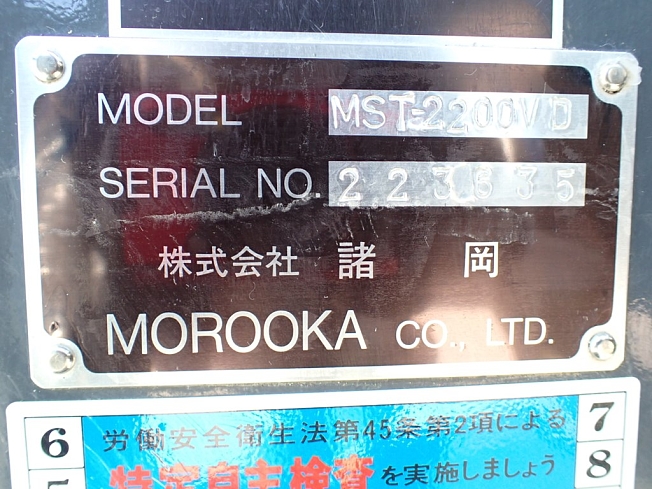 MODEL MST-2200VD
SERIAL NO. 223635
株式会社 諸 岡
MOROOKA CO., LTD.
6 労働安全衛生法第45条第2項による 7
特定自主検査を実施しましょう 8